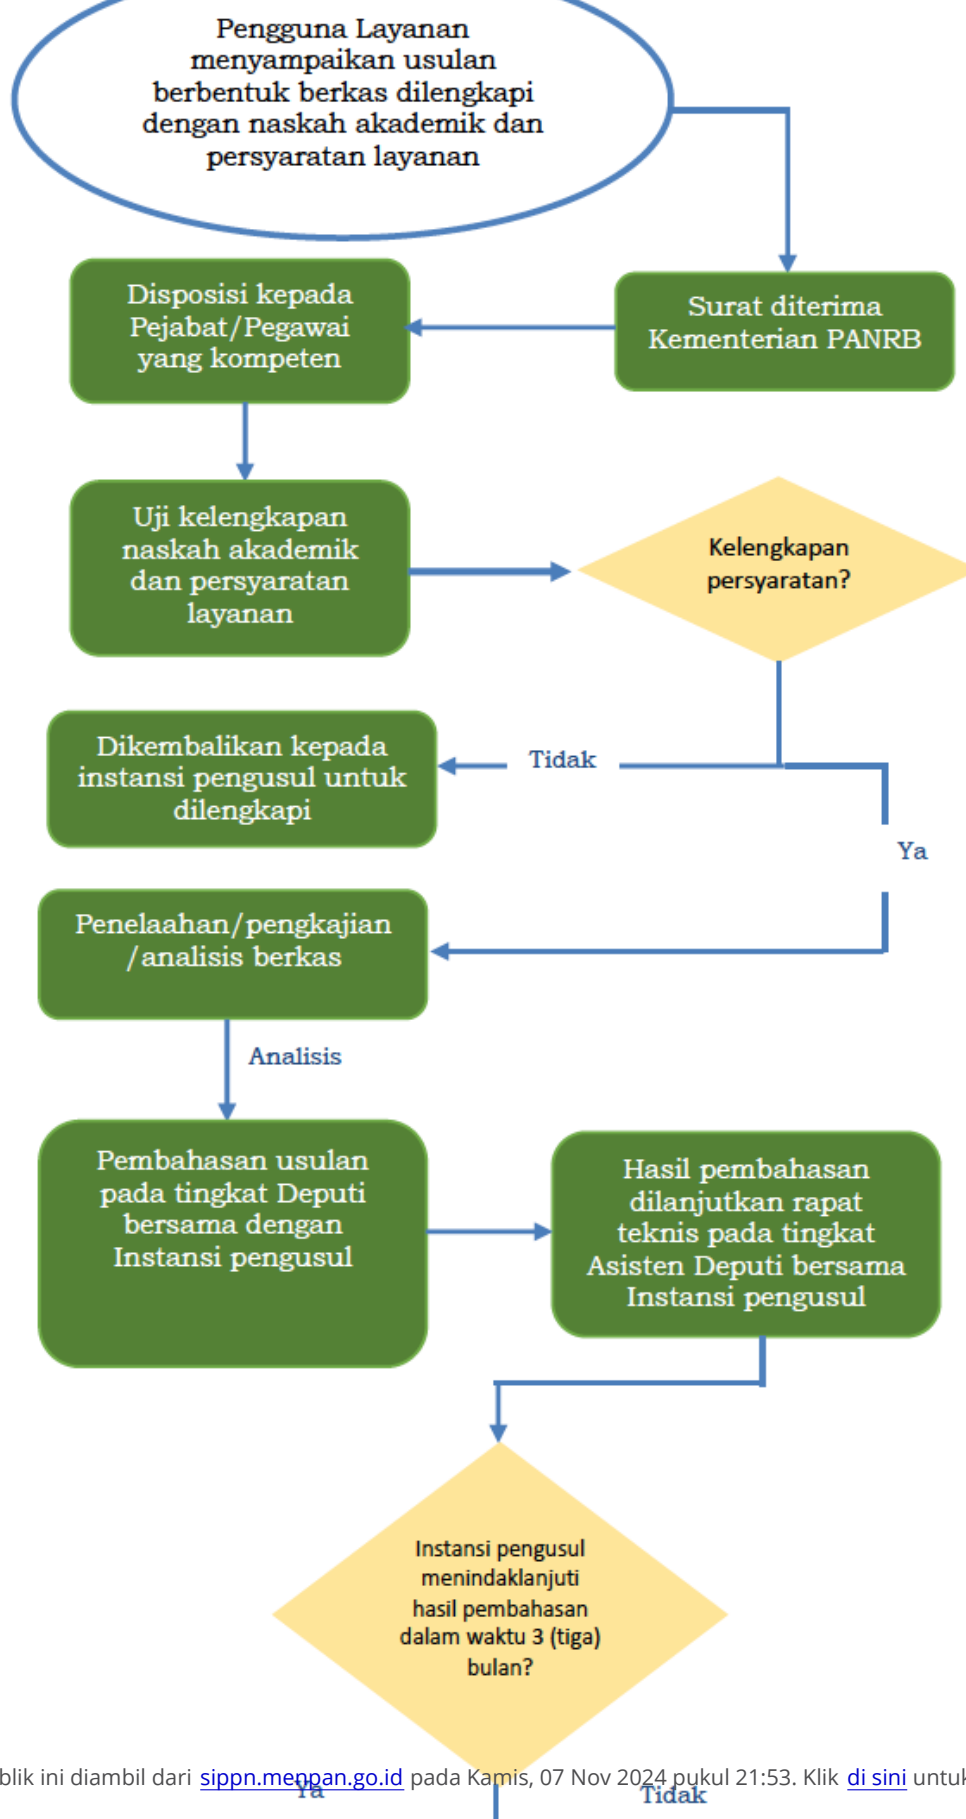 Pengguna Layanan
menyampaikan usulan
berbentuk berkas dilengkapi
dengan naskah akademik dan
persyaratan layanan
Surat diterima
Kementerian PANRB
Disposisi kepada
Pejabat/Pegawai
yang kompeten
Uji kelengkapan
naskah akademik
dan persyaratan
layanan
Kelengkapan
persyaratan?
Tidak
Dikembalikan kepada
instansi pengusul untuk
dilengkapi
Ya
Penelaahan/pengkajian
/analisis berkas
Analisis
Pembahasan usulan
pada tingkat Deputi
bersama dengan
Instansi pengusul
Hasil pembahasan
dilanjutkan rapat
teknis pada tingkat
Asisten Deputi bersama
Instansi pengusul
Instansi pengusul
menindaklanjuti
hasil pembahasan
dalam waktu 3 (tiga)
bulan?
blik ini diambil dari sippn.menpan.go.id pada Kamis, 07 Nov 2024 pukul 21:53. Klik di sini untuk
Ya
Tidak